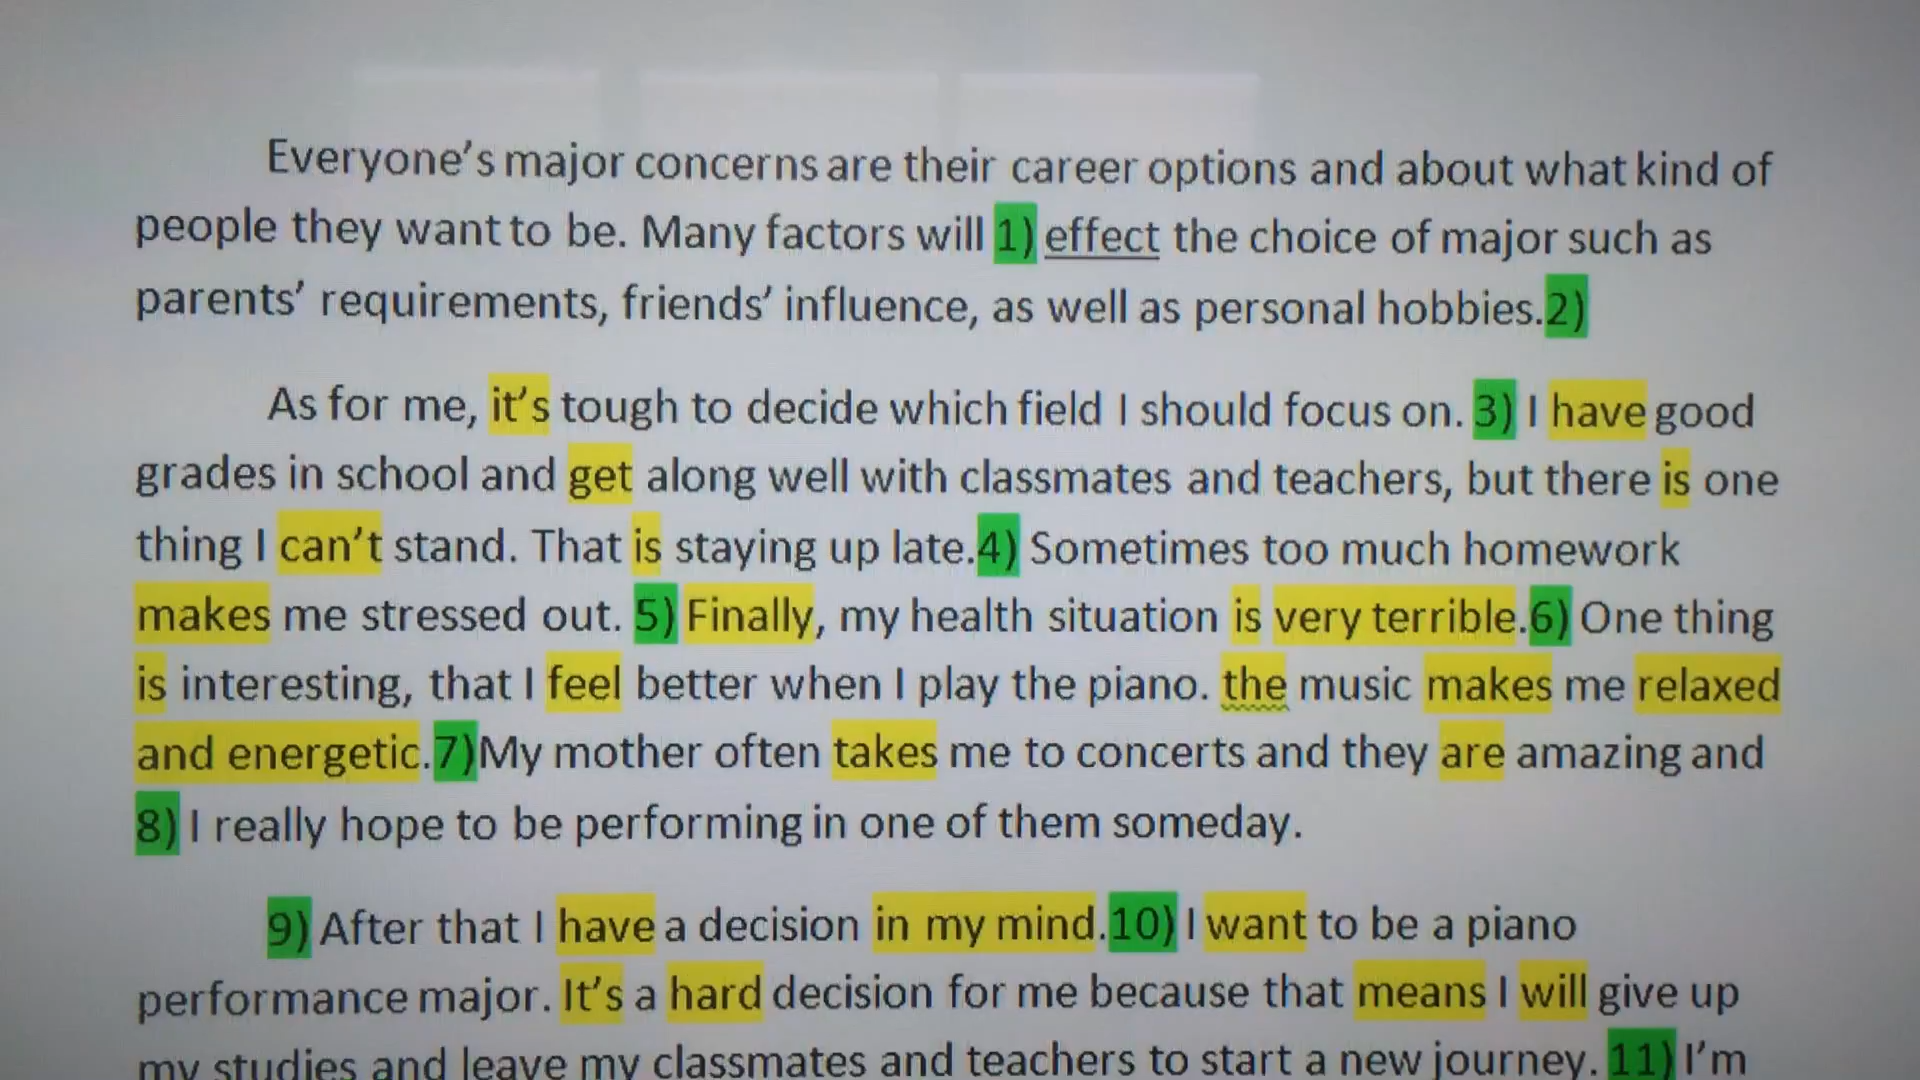 Everyone's major concerns are their career options and about what kind of
people they want to be. Many factors will 1) effect the choice of major such as
parents' requirements, friends' influence, as well as personal hobbies.2)
As for me, it's tough to decide which field I should focus on. 3) I have good
grades in school and get along well with classmates and teachers, but there is one
thing I can't stand. That is staying up late.4) Sometimes too much homework
makes me stressed out. 5) Finally, my health situation is very terrible.6) One thing
is interesting, that I feel better when I play the piano. the music makes me relaxed
and energetic.7)My mother often takes me to concerts and they are amazing and
8) I really hope to be performing in one of them someday.
9) After that I have a decision in my mind.10) I want to be a piano
performance major. It's a hard decision for me because that means I will give up
my studies and leave my classmates and teachers to start a new journey. 11) I'm